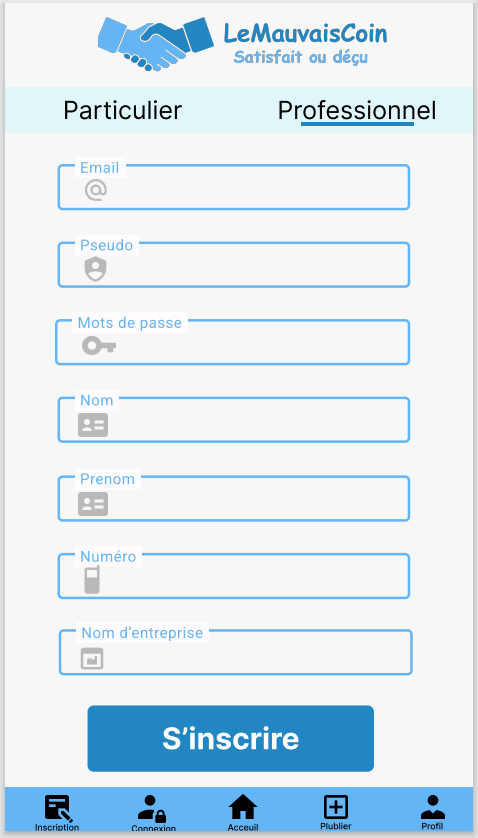 LeMauvaisCoin
Satisfait ou déçu
Particulier Professionnel
Email
Pseudo
Mots de passe
Nom
Prenom
Numéro
Nom d’entreprise
S’inscrire
Inscription Connexion Acceuil Plublier Profil